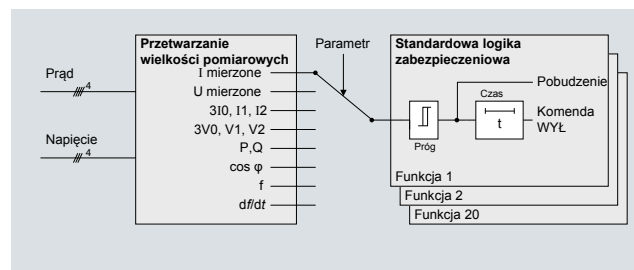 Przetwarzanie
wielkości pomiarowych
Parametr
Standardowa logika
zabezpieczeniowa
Prąd
4
Napięcie
4
I mierzone
U mierzone
3I0, I1, I2
3V0, V1, V2
P,Q
cos φ
f
df/dt
Próg
Czas
t
Pobudzenie
Komenda
WYŁ
Funkcja 1
Funkcja 2
Funkcja 20